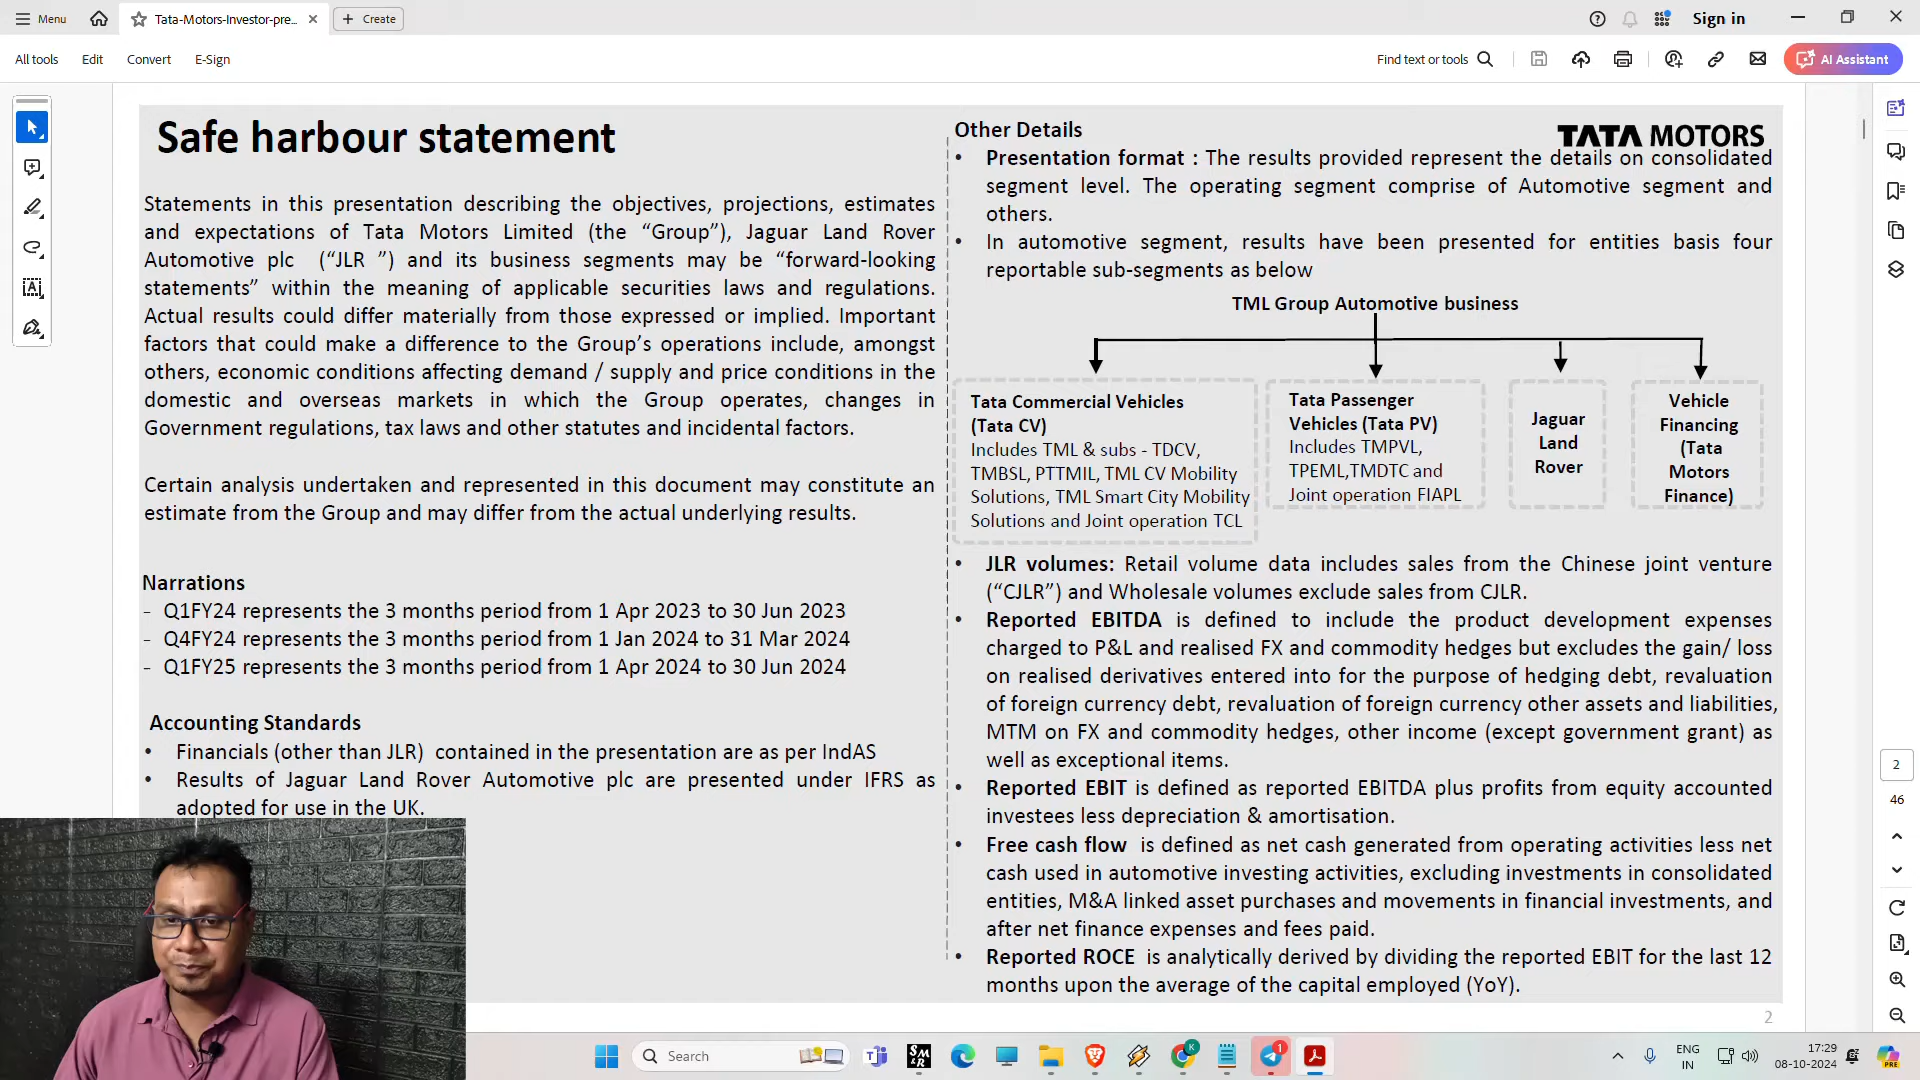 Menu
Tata-Motors-Investor-pre...
Create
Sign in
All tools
Edit
Convert
E-Sign
Find text or tools
AI Assistant
Safe harbour statement
Statements in this presentation describing the objectives, projections, estimates
and expectations of Tata Motors Limited (the “Group”), Jaguar Land Rover
Automotive plc (“JLR ”) and its business segments may be “forward-looking
statements” within the meaning of applicable securities laws and regulations.
Actual results could differ materially from those expressed or implied. Important
factors that could make a difference to the Group’s operations include, amongst
others, economic conditions affecting demand / supply and price conditions in the
domestic and overseas markets in which the Group operates, changes in
Government regulations, tax laws and other statutes and incidental factors.
Certain analysis undertaken and represented in this document may constitute an
estimate from the Group and may differ from the actual underlying results.
Narrations
- Q1FY24 represents the 3 months period from 1 Apr 2023 to 30 Jun 2023
- Q4FY24 represents the 3 months period from 1 Jan 2024 to 31 Mar 2024
- Q1FY25 represents the 3 months period from 1 Apr 2024 to 30 Jun 2024
Accounting Standards
• Financials (other than JLR) contained in the presentation are as per IndAS
• Results of Jaguar Land Rover Automotive plc are presented under IFRS as
adopted for use in the UK.
Other Details
TATA MOTORS
• Presentation format : The results provided represent the details on consolidated
segment level. The operating segment comprise of Automotive segment and
others.
• In automotive segment, results have been presented for entities basis four
reportable sub-segments as below
TML Group Automotive business
Tata Commercial Vehicles
(Tata CV)
Includes TML & subs - TDCV,
TMBSL, PTTMIL, TML CV Mobility
Solutions, TML Smart City Mobility
Solutions and Joint operation TCL
Tata Passenger
Vehicles (Tata PV)
Includes TMPVL,
TPEML,TMDTC and
Joint operation FIAPL
Jaguar
Land
Rover
Vehicle
Financing
(Tata
Motors
Finance)
• JLR volumes: Retail volume data includes sales from the Chinese joint venture
(“CJLR”) and Wholesale volumes exclude sales from CJLR.
• Reported EBITDA is defined to include the product development expenses
charged to P&L and realised FX and commodity hedges but excludes the gain/ loss
on realised derivatives entered into for the purpose of hedging debt, revaluation
of foreign currency debt, revaluation of foreign currency other assets and liabilities,
MTM on FX and commodity hedges, other income (except government grant) as
well as exceptional items.
• Reported EBIT is defined as reported EBITDA plus profits from equity accounted
investees less depreciation & amortisation.
• Free cash flow is defined as net cash generated from operating activities less net
cash used in automotive investing activities, excluding investments in consolidated
entities, M&A linked asset purchases and movements in financial investments, and
after net finance expenses and fees paid.
• Reported ROCE is analytically derived by dividing the reported EBIT for the last 12
months upon the average of the capital employed (YoY).
2
2
46
Search
SM
&R
K
1
ENG
IN
17:29
08-10-2024
PRE